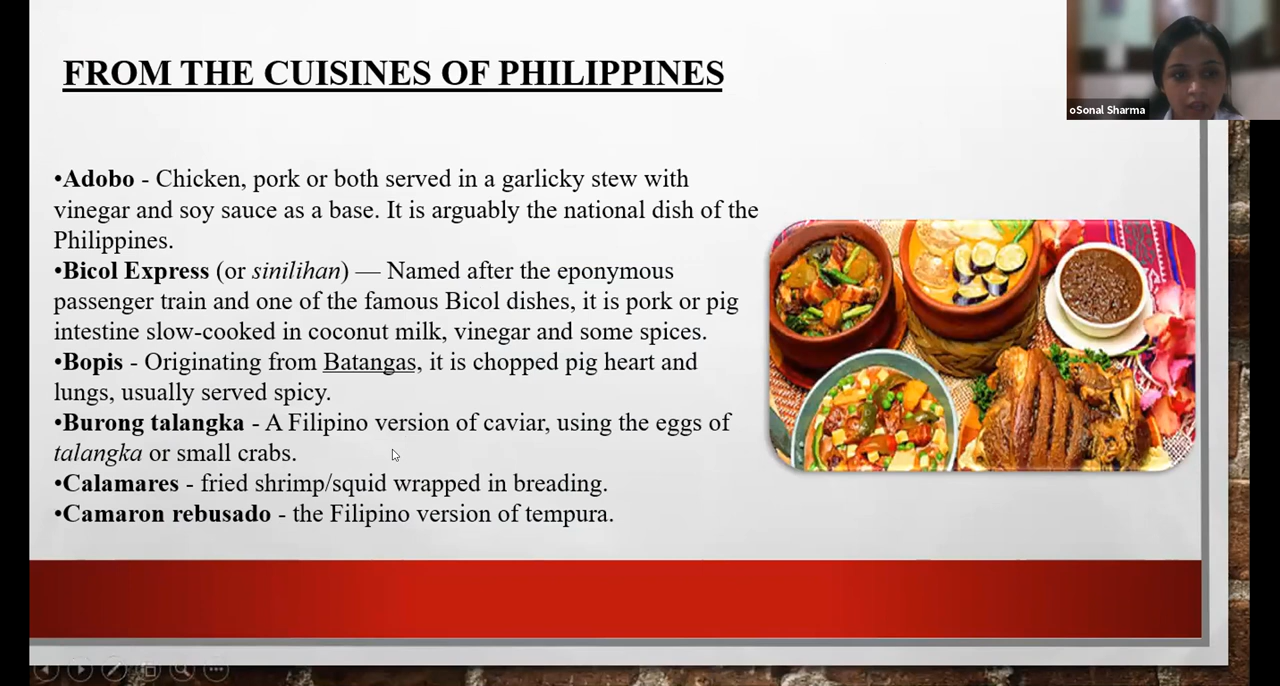 FROM THE CUISINES OF PHILIPPINES
oSonal Sharma
•Adobo - Chicken, pork or both served in a garlicky stew with
vinegar and soy sauce as a base. It is arguably the national dish of the
Philippines.
•Bicol Express (or sinilihan) — Named after the eponymous
passenger train and one of the famous Bicol dishes, it is pork or pig
intestine slow-cooked in coconut milk, vinegar and some spices.
•Bopis - Originating from Batangas, it is chopped pig heart and
lungs, usually served spicy.
•Burong talangka - A Filipino version of caviar, using the eggs of
talangka or small crabs.
•Calamares - fried shrimp/squid wrapped in breading.
•Camaron rebusado - the Filipino version of tempura.